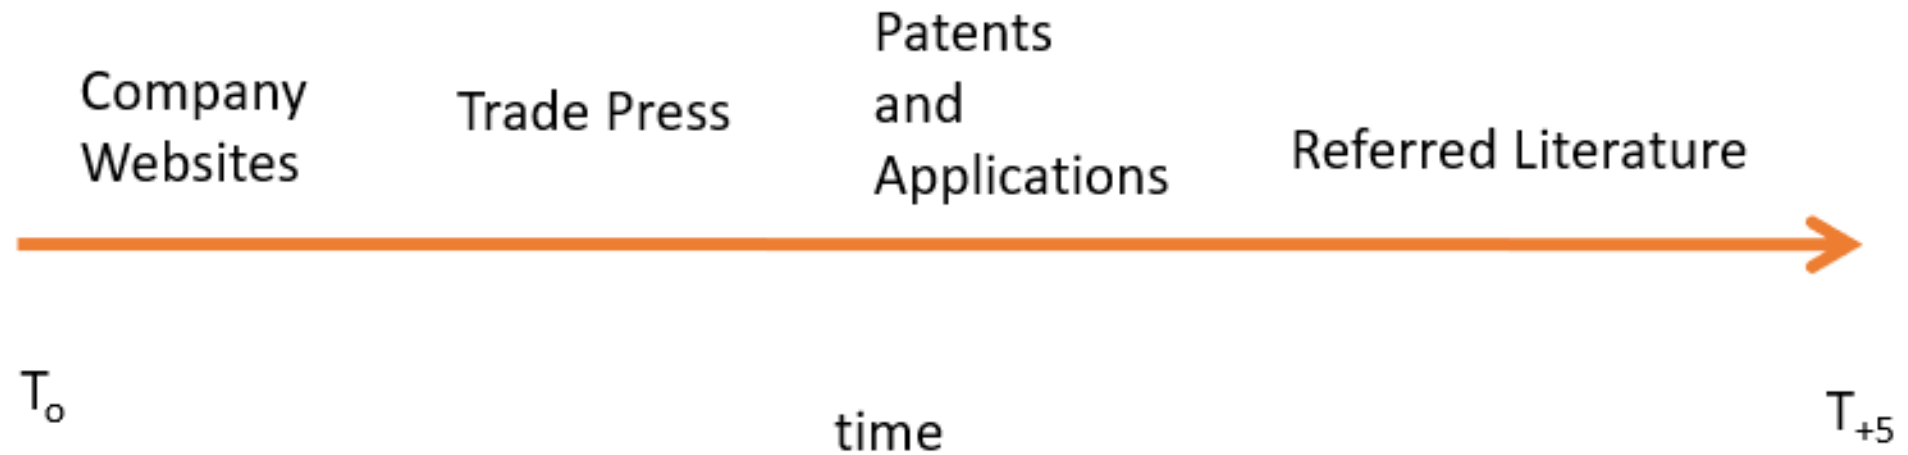 Company
Websites
Trade Press
Patents
and
Applications
Referred Literature
To
time
T+5